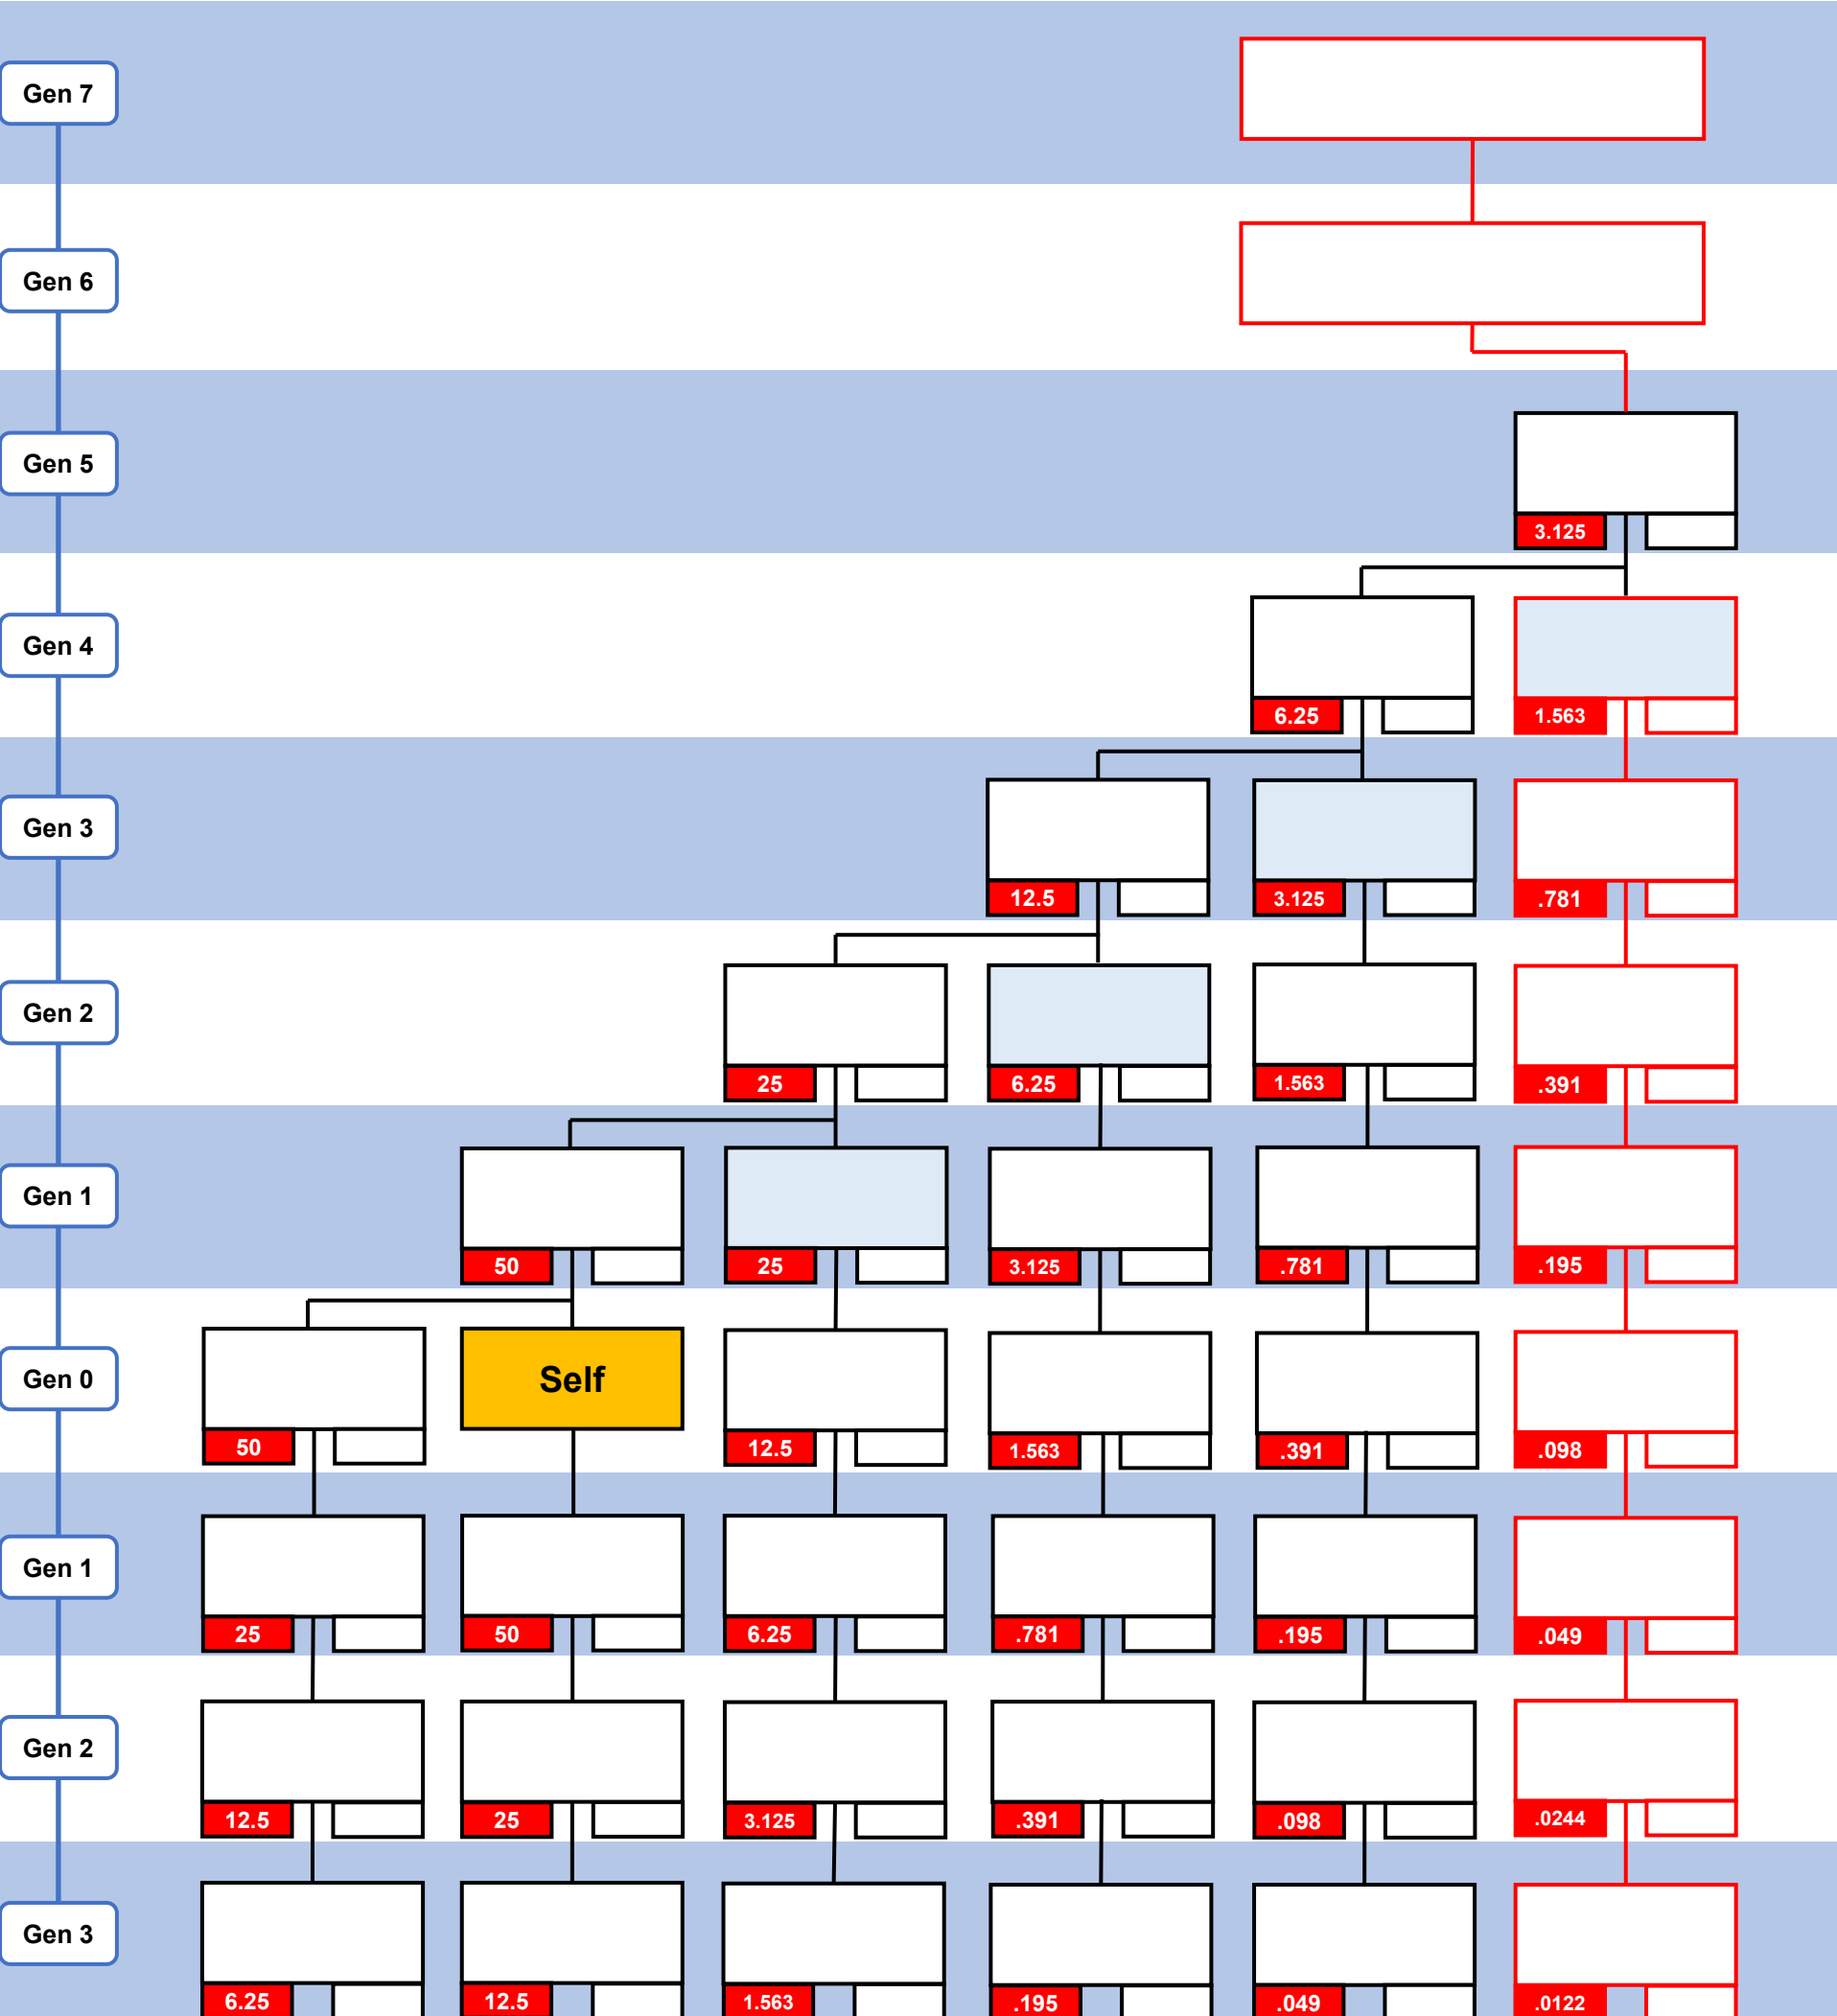 Gen 7
Gen 6
Gen 5
3.125
Gen 4
6.25 1.563
Gen 3
12.5 3.125 .781
Gen 2
25 6.25 1.563 .391
Gen 1
50 25 3.125 .781 .195
Gen 0 Self
50 12.5 1.563 .391 .098
Gen 1
25 50 6.25 .781 .195 .049
Gen 2
12.5 25 3.125 .391 .098 .0244
Gen 3
6.25 12.5 1.563 .195 .049 .0122